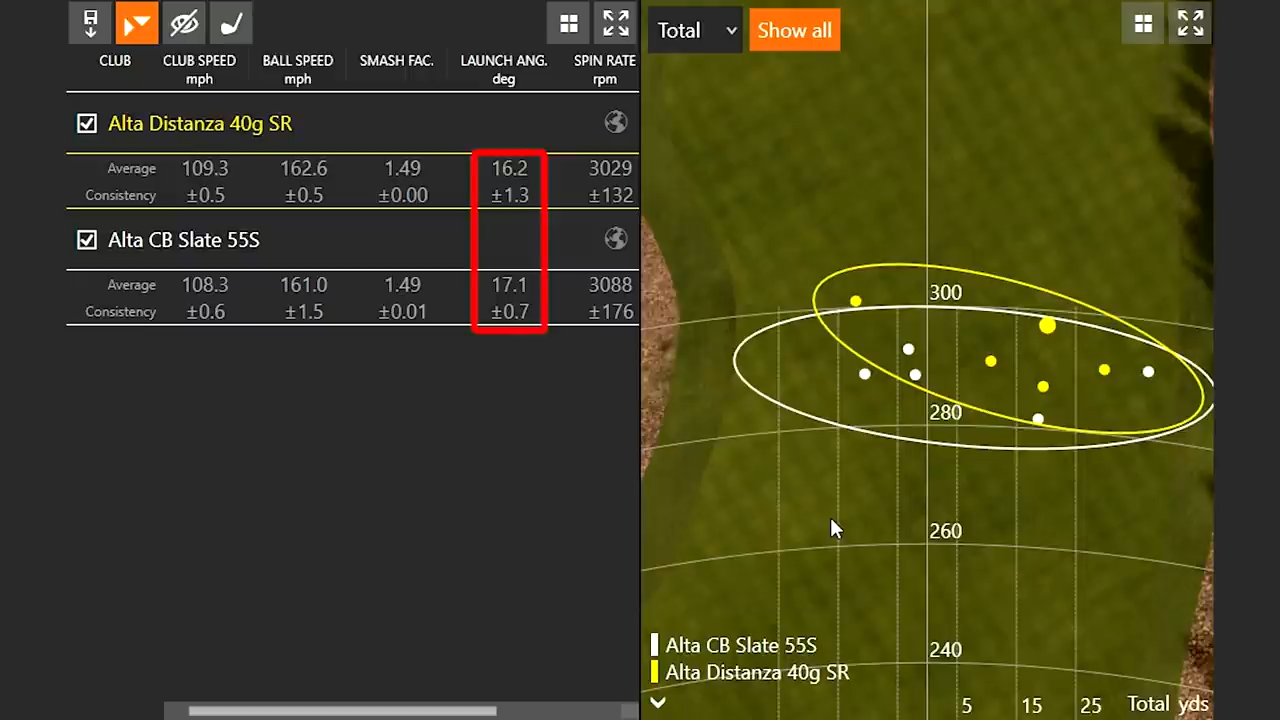 CLUB CLUB SPEED BALL SPEED SMASH FAC. LAUNCH ANG. SPIN RATE
mph mph deg rpm
Alta Distanza 40g SR
Average 109.3 162.6 1.49 16.2 3029
Consistency ±0.5 ±0.5 ±0.00 ±1.3 ±132
Alta CB Slate 55S
Average 108.3 161.0 1.49 17.1 3088
Consistency ±0.6 ±1.5 ±0.01 ±0.7 ±176
Total Show all
300
280
260
240
Alta CB Slate 55S
Alta Distanza 40g SR
5 15 25 Total yds